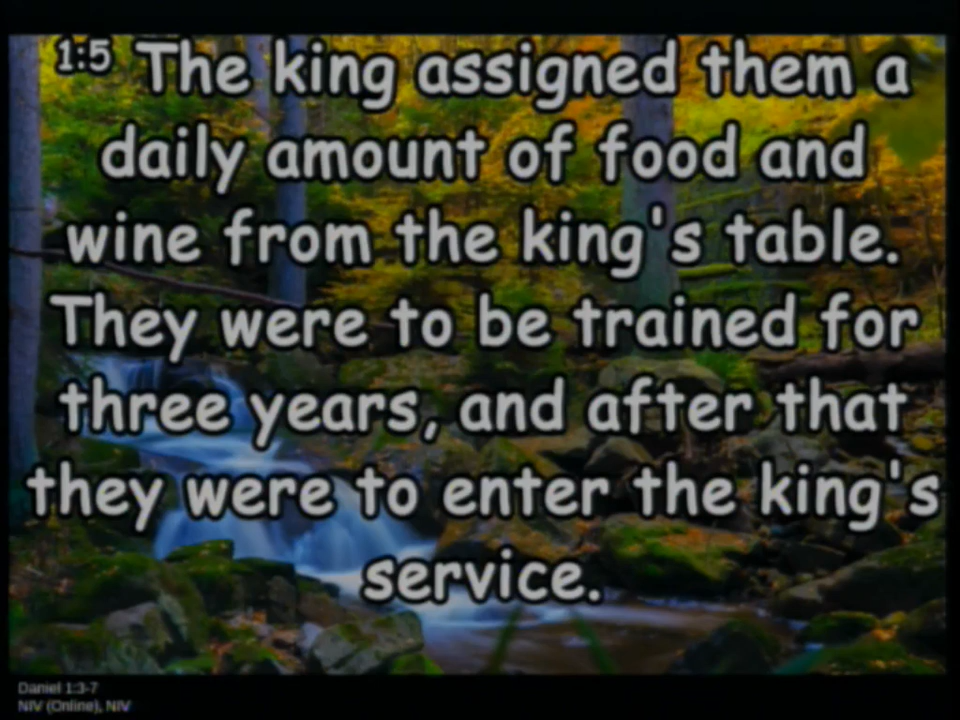 1:5 The king assigned them a
daily amount of food and
wine from the king's table.
They were to be trained for
three years, and after that
they were to enter the king's
service.
Daniel 1:3-7
NIV (Online), NIV